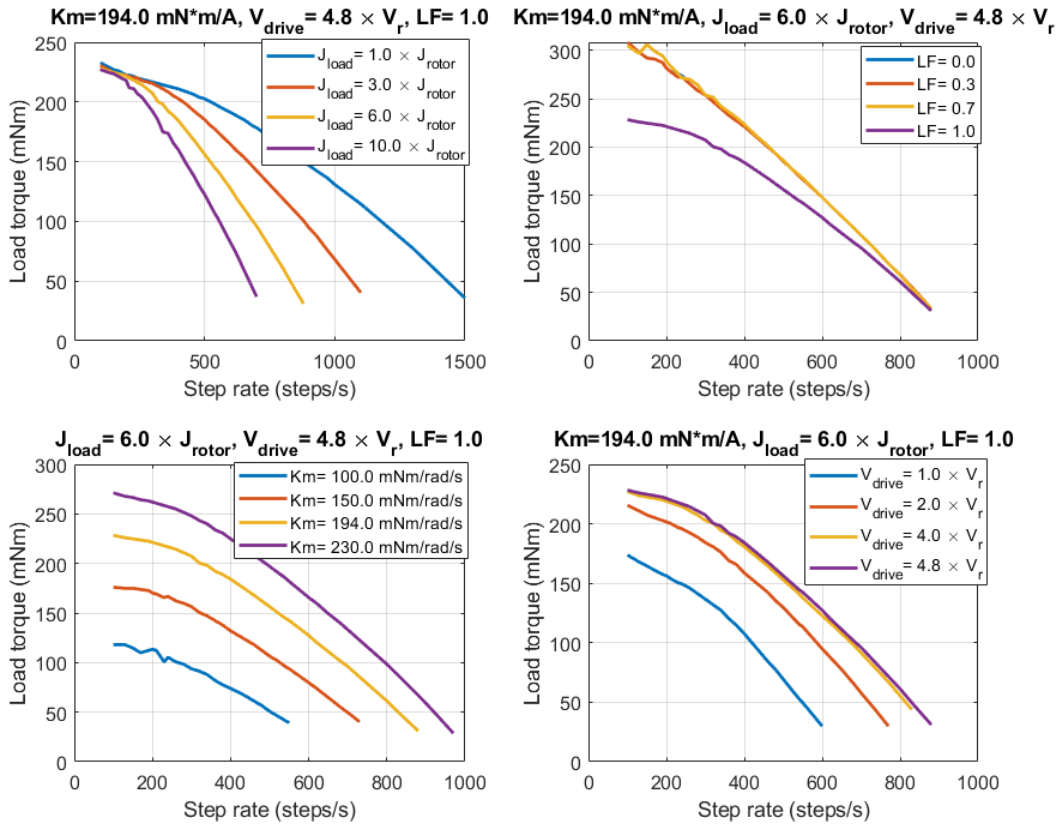 Km=194.0 mN*m/A, V_drive= 4.8 × V_r, LF= 1.0
250
200
150
100
50
0
Load torque (mNm)
J_load= 1.0 × J_rotor
J_load= 3.0 × J_rotor
J_load= 6.0 × J_rotor
J_load= 10.0 × J_rotor
0 500 1000 1500
Step rate (steps/s)
Km=194.0 mN*m/A, J_load= 6.0 × J_rotor, V_drive= 4.8 × V_r
300
250
200
150
100
50
0
Load torque (mNm)
LF= 0.0
LF= 0.3
LF= 0.7
LF= 1.0
0 200 400 600 800 1000
Step rate (steps/s)
J_load= 6.0 × J_rotor, V_drive= 4.8 × V_r, LF= 1.0
300
250
200
150
100
50
0
Load torque (mNm)
Km= 100.0 mNm/rad/s
Km= 150.0 mNm/rad/s
Km= 194.0 mNm/rad/s
Km= 230.0 mNm/rad/s
0 200 400 600 800 1000
Step rate (steps/s)
Km=194.0 mN*m/A, J_load= 6.0 × J_rotor, LF= 1.0
250
200
150
100
50
0
Load torque (mNm)
V_drive= 1.0 × V_r
V_drive= 2.0 × V_r
V_drive= 4.0 × V_r
V_drive= 4.8 × V_r
0 200 400 600 800 1000
Step rate (steps/s)